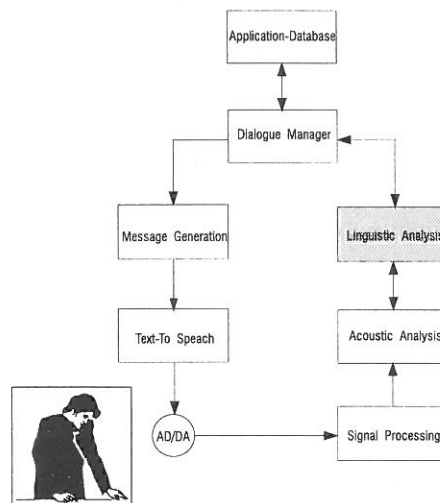 Application-Database
Dialogue Manager
Message Generation
Linguistic Analysis
Text-To Speach
Acoustic Analysis
AD/DA
Signal Processing